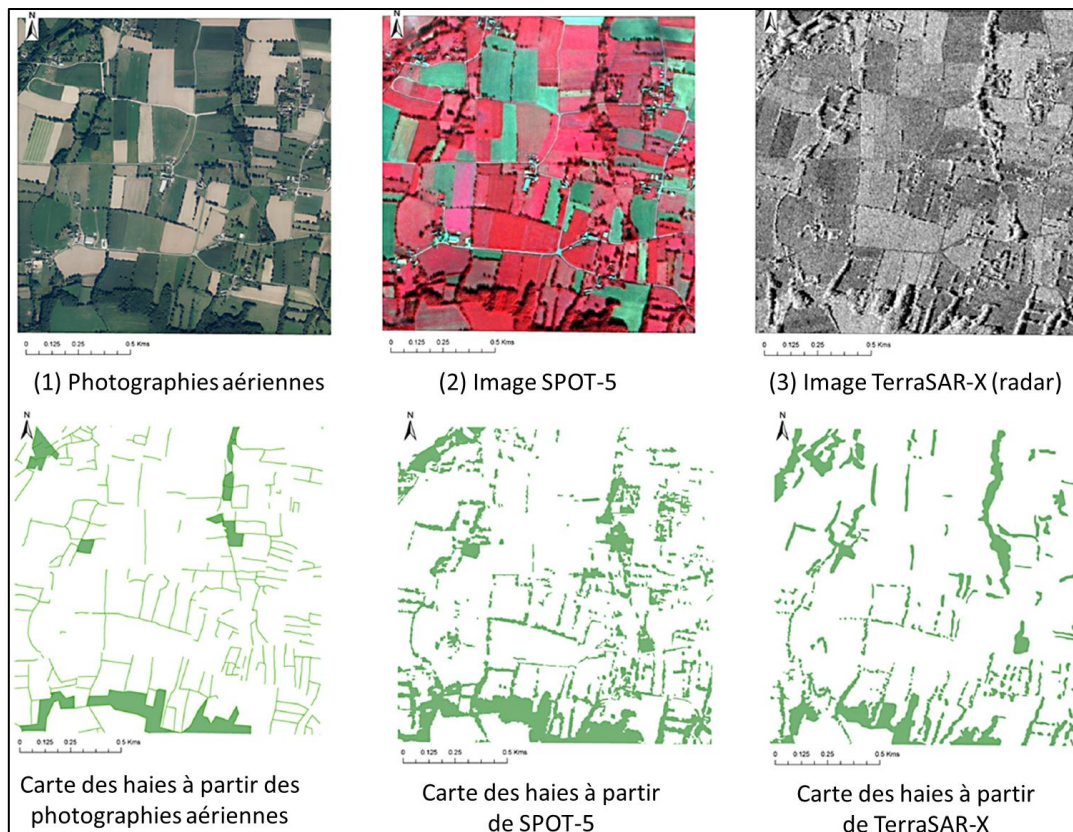 N
N
N
0 0.125 0.25 0.5 Kms
0 0.125 0.25 0.5 Kms
0 0.125 0.25 0.5 Kms
(1) Photographies aériennes
(2) Image SPOT-5
(3) Image TerraSAR-X (radar)
N
N
N
0 0.125 0.25 0.5 Kms
0 0.125 0.25 0.5 Kms
0 0.125 0.25 0.5 Kms
Carte des haies à partir des
photographies aériennes
Carte des haies à partir
de SPOT-5
Carte des haies à partir
de TerraSAR-X